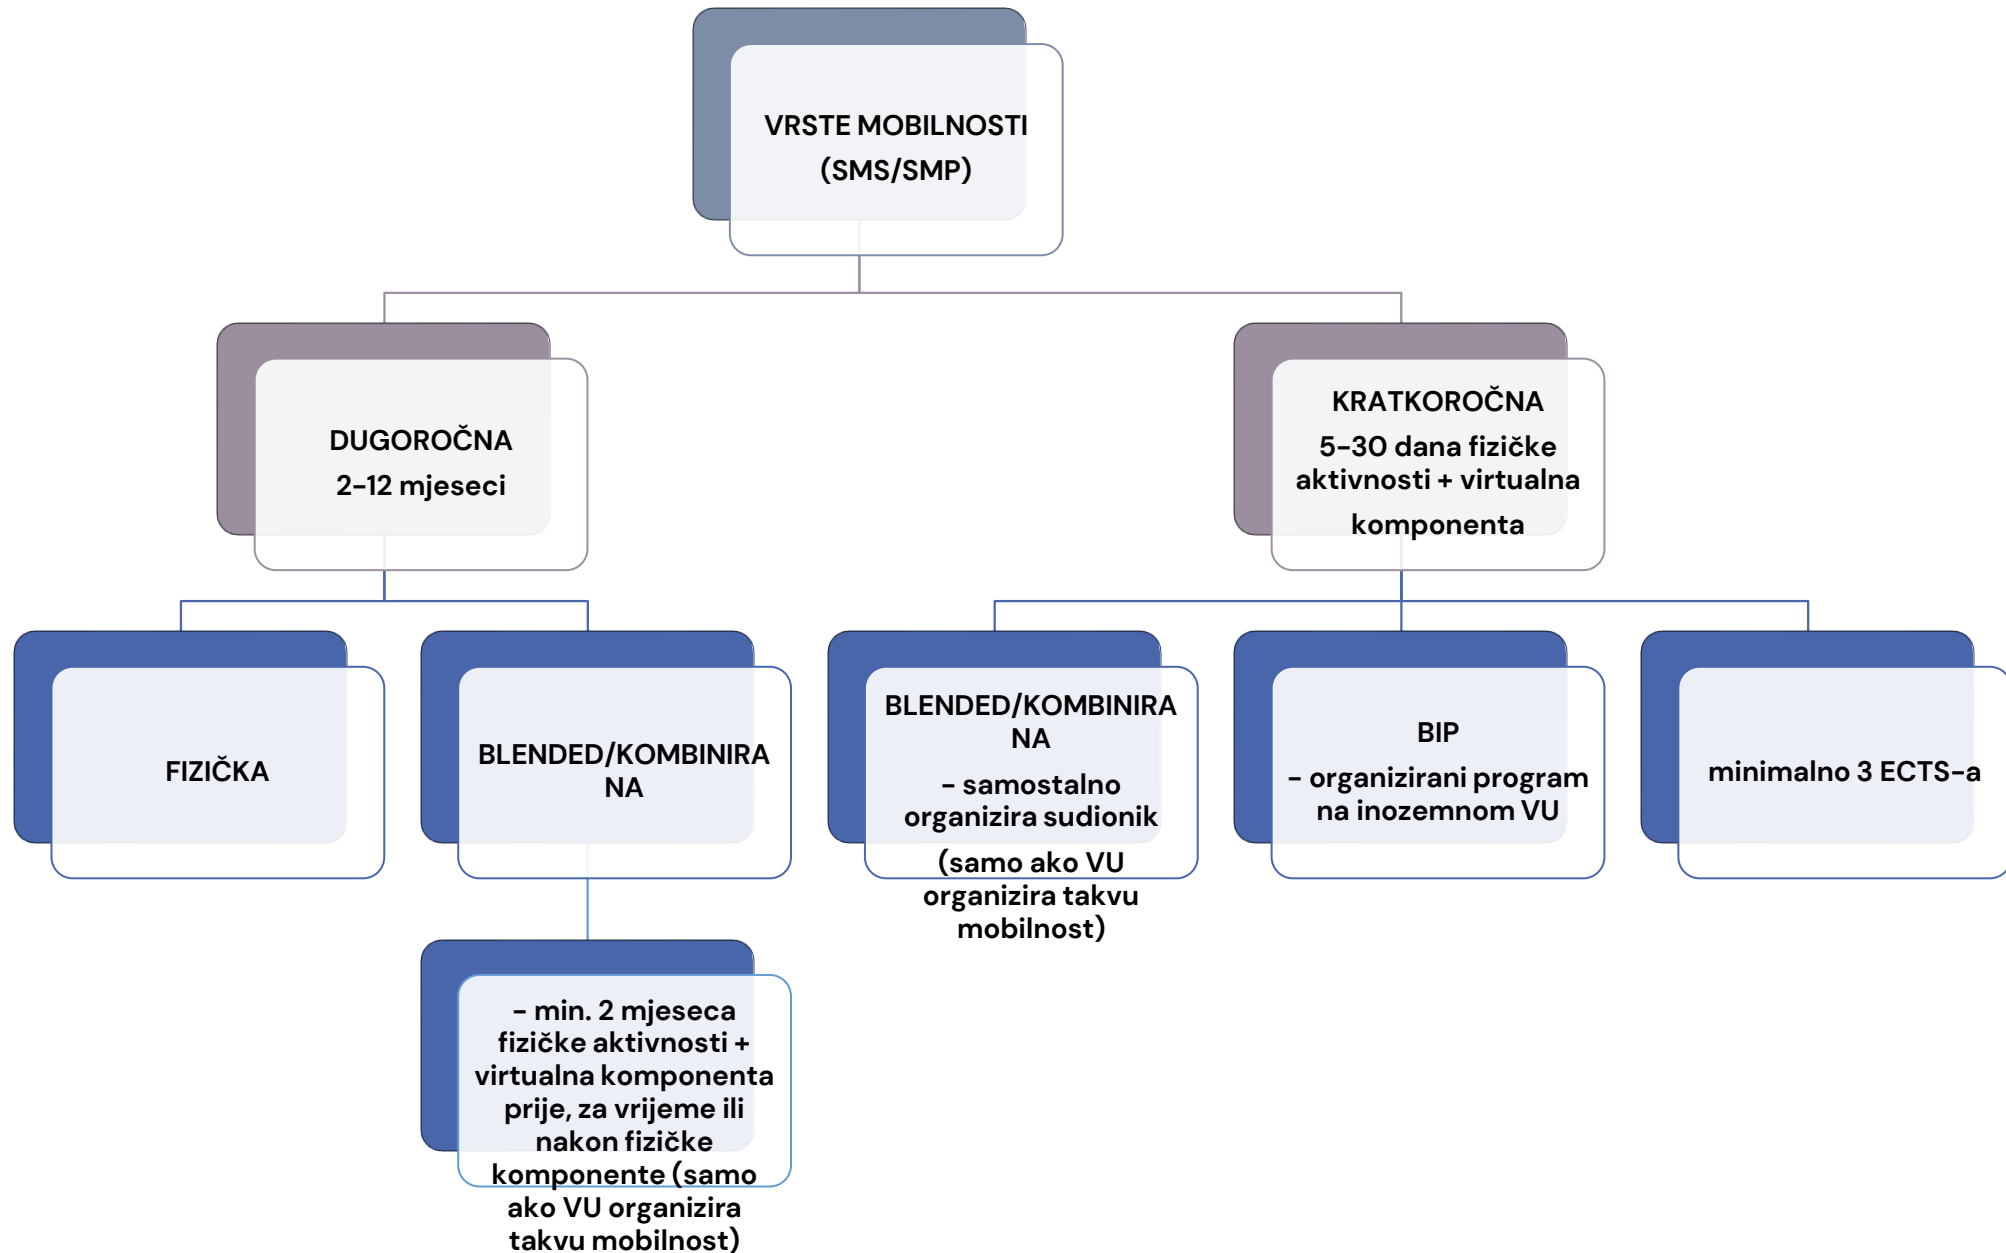 VRSTE MOBILNOSTI
(SMS/SMP)
DUGOROČNA
2-12 mjeseci
KRATKOROČNA
5-30 dana fizičke
aktivnosti + virtualna
komponenta
FIZIČKA
BLENDED/KOMBINIRA
NA
BLENDED/KOMBINIRA
NA
- samostalno
organizira sudionik
(samo ako VU
organizira takvu
mobilnost)
BIP
- organizirani program
na inozemnom VU
minimalno 3 ECTS-a
- min. 2 mjeseca
fizičke aktivnosti +
virtualna komponenta
prije, za vrijeme ili
nakon fizičke
komponente (samo
ako VU organizira
takvu mobilnost)